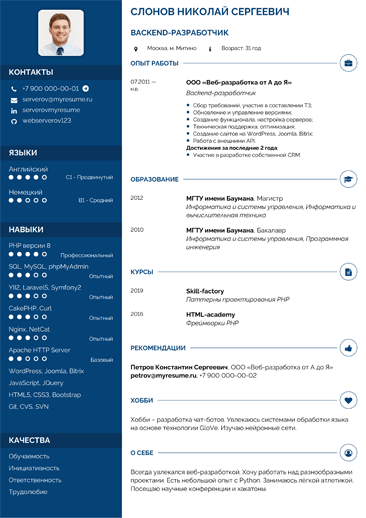 СЛОНОВ НИКОЛАЙ СЕРГЕЕВИЧ
BACKEND-РАЗРАБОТЧИК
Москва, м. Митино
Возраст: 31 год
КОНТАКТЫ
+7 900 000-01-01
serverov@myresume.ru
serverovmyresume
webserverov123
ЯЗЫКИ
Английский
C1 - Продвинутый
Немецкий
B1 - Средний
НАВЫКИ
PHP версии 8
Профессиональный
SQL, MySQL, phpMyAdmin
Опытный
YII2, Laravel5, Symfony2
Опытный
CakePHP, Curl
Опытный
Nginx, NetCat
Опытный
Apache HTTP Server
Базовый
WordPress, Joomla, Bitrix
JavaScript, JQuery
HTML5, CSS3, Bootstrap
Git, CVS, SVN
КАЧЕСТВА
Обучаемость
Инициативность
Ответственность
Трудолюбие
ОПЫТ РАБОТЫ
07.2011 —
н.в.
ООО «Веб-разработка от А до Я»
Backend-разработчик
Сбор требований, участие в составлении ТЗ;
Обновление и управление версиями;
Создание функционала, настройка серверов;
Техническая поддержка, оптимизация;
Создание сайтов на WordPress, Joomla, Bitrix;
Работа с внешними API.
Достижения за последние 2 года:
Участие в разработке собственной CRM.
ОБРАЗОВАНИЕ
2012
МГТУ имени Баумана, Магистр
Информатика и системы управления, Информатика и
вычислительная техника
2010
МГТУ имени Баумана, Бакалавр
Информатика и системы управления, Программная
инженерия
КУРСЫ
2019
Skill-factory
Паттерны проектирования PHP
2016
HTML-academy
Фреймворки PHP
РЕКОМЕНДАЦИИ
Петров Константин Сергеевич, ООО «Веб-разработка от А до Я»
petrov@myresume.ru, +7 900 000-00-02
ХОББИ
Хобби – разработка чат-ботов. Увлекаюсь системами обработки языка
на основе технологии GloVe. Изучаю нейронные сети.
О СЕБЕ
Всегда увлекался веб-разработкой. Хочу работать над разнообразными
проектами. Есть небольшой опыт с Python. Занимаюсь лёгкой атлетикой.
Посещаю научные конференции и хакатоны.